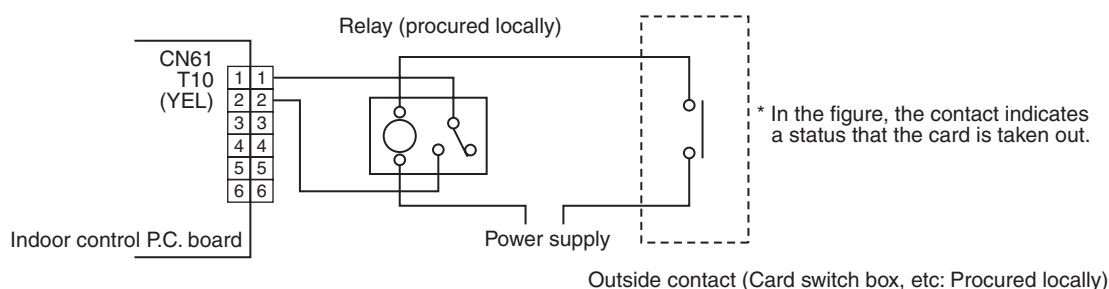 Relay (procured locally)
CN61
T10
(YEL)
1 1
2 2
3 3
4 4
5 5
6 6
* In the figure, the contact indicates
a status that the card is taken out.
Indoor control P.C. board
Power supply
Outside contact (Card switch box, etc: Procured locally)